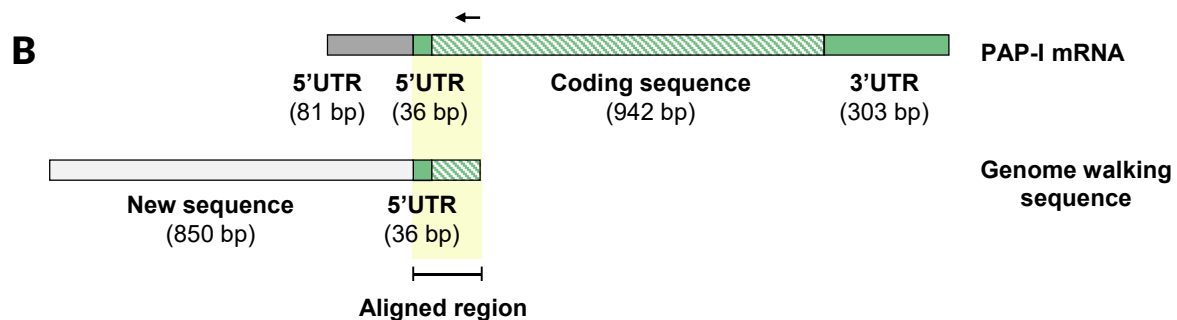 B
PAP-I mRNA
5’UTR 5’UTR Coding sequence 3’UTR
(81 bp) (36 bp) (942 bp) (303 bp)
Genome walking
sequence
New sequence 5’UTR
(850 bp) (36 bp)
Aligned region